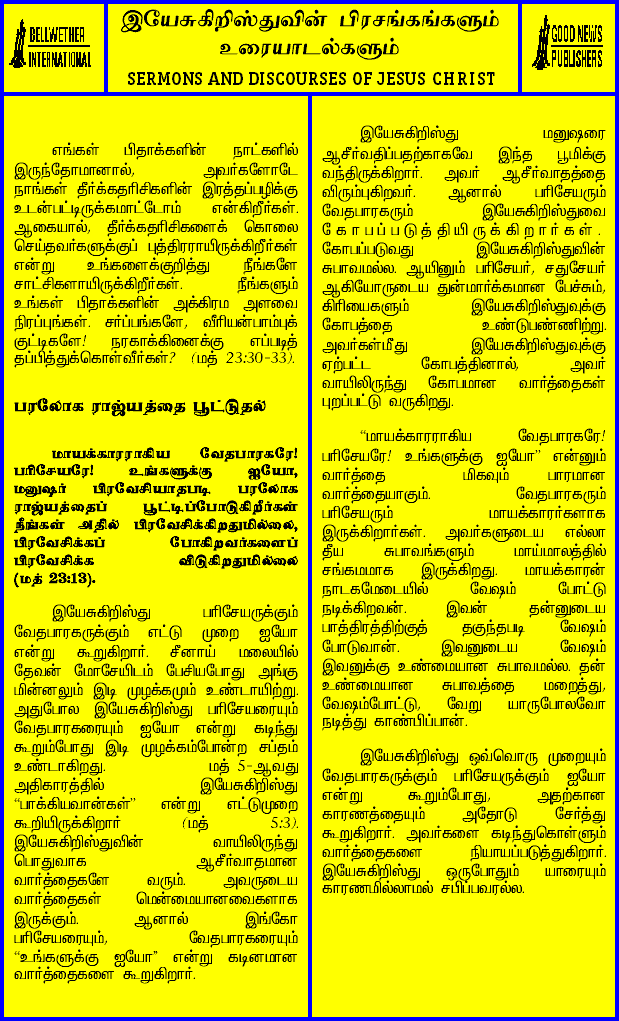 BELLWETHER
INTERNATIONAL
இயேசுகிறிஸ்துவின் பிரசங்கங்களும்
உரையாடல்களும்
SERMONS AND DISCOURSES OF JESUS CHRIST
GOOD NEWS
PUBLISHERS
எங்கள் பிதாக்களின் நாட்களில்
இருந்தோமானால், அவர்களோடே
நாங்கள் தீர்க்கதரிசிகளின் இரத்தப்பழிக்கு
உடன்பட்டிருக்கமாட்டோம் என்கிறீர்கள்.
ஆகையால், தீர்க்கதரிசிகளைக் கொலை
செய்தவர்களுக்குப் புத்திரராயிருக்கிறீர்கள்
என்று உங்களைக்குறித்து நீங்களே
சாட்சிகளாயிருக்கிறீர்கள். நீங்களும்
உங்கள் பிதாக்களின் அக்கிரம அளவை
நிரப்புங்கள். சர்ப்பங்களே, விரியன்பாம்புக்
குட்டிகளே! நரகாக்கினைக்கு எப்படித்
தப்பித்துக்கொள்வீர்கள்? (மத் 23:30-33).
பரலோக ராஜ்யத்தை பூட்டுதல்
மாயக்காரராகிய வேதபாரகரே!
பரிசேயரே! உங்களுக்கு ஐயோ,
மனுஷர் பிரவேசியாதபடி பரலோக
ராஜ்யத்தைப் பூட்டிப்போடுகிறீர்கள்
நீங்கள் அதில் பிரவேசிக்கிறதுமில்லை,
பிரவேசிக்கப் போகிறவர்களைப்
பிரவேசிக்க விடுகிறதுமில்லை
(மத் 23:13).
இயேசுகிறிஸ்து பரிசேயருக்கும்
வேதபாரகருக்கும் எட்டு முறை ஐயோ
என்று கூறுகிறார். சீனாய் மலையில்
தேவன் மோசேயிடம் பேசியபோது அங்கு
மின்னலும் இடி முழக்கமும் உண்டாயிற்று.
அதுபோல இயேசுகிறிஸ்து பரிசேயரையும்
வேதபாரகரையும் ஐயோ என்று கடிந்து
கூறும்போது இடி முழக்கம்போன்ற சப்தம்
உண்டாகிறது. மத் 5-ஆவது
அதிகாரத்தில் இயேசுகிறிஸ்து
“பாக்கியவான்கள்” என்று எட்டுமுறை
கூறியிருக்கிறார் (மத் 5:3).
இயேசுகிறிஸ்துவின் வாயிலிருந்து
பொதுவாக ஆசீர்வாதமான
வார்த்தைகளே வரும். அவருடைய
வார்த்தைகள் மென்மையானவைகளாக
இருக்கும். ஆனால் இங்கோ
பரிசேயரையும், வேதபாரகரையும்
“உங்களுக்கு ஐயோ” என்று கடினமான
வார்த்தைகளை கூறுகிறார்.
இயேசுகிறிஸ்து மனுஷரை
ஆசீர்வதிப்பதற்காகவே இந்த பூமிக்கு
வந்திருக்கிறார். அவர் ஆசீர்வாதத்தை
விரும்புகிறவர். ஆனால் பரிசேயரும்
வேதபாரகரும் இயேசுகிறிஸ்துவை
கோபப்படுத்தியிருக்கிறார்கள்.
கோபப்படுவது இயேசுகிறிஸ்துவின்
சுபாவமல்ல. ஆயினும் பரிசேயர், சதுசேயர்
ஆகியோருடைய துன்மார்க்கமான பேச்சும்,
கிரியைகளும் இயேசுகிறிஸ்துவுக்கு
கோபத்தை உண்டுபண்ணிற்று.
அவர்கள்மீது இயேசுகிறிஸ்துவுக்கு
ஏற்பட்ட கோபத்தினால், அவர்
வாயிலிருந்து கோபமான வார்த்தைகள்
புறப்பட்டு வருகிறது.
“மாயக்காரராகிய வேதபாரகரே!
பரிசேயரே! உங்களுக்கு ஐயோ” என்னும்
வார்த்தை மிகவும் பாரமான
வார்த்தையாகும். வேதபாரகரும்
பரிசேயரும் மாயக்காரர்களாக
இருக்கிறார்கள். அவர்களுடைய எல்லா
தீய சுபாவங்களும் மாய்மாலத்தில்
சங்கமமாக இருக்கிறது. மாயக்காரன்
நாடகமேடையில் வேஷம் போட்டு
நடிக்கிறவன். இவன் தன்னுடைய
பாத்திரத்திற்குத் தகுந்தபடி வேஷம்
போடுவான். இவனுடைய வேஷம்
இவனுக்கு உண்மையான சுபாவமல்ல. தன்
உண்மையான சுபாவத்தை மறைத்து,
வேஷம்போட்டு, வேறு யாருபோலவோ
நடித்து காண்பிப்பான்.
இயேசுகிறிஸ்து ஒவ்வொரு முறையும்
வேதபாரகருக்கும் பரிசேயருக்கும் ஐயோ
என்று கூறும்போது, அதற்கான
காரணத்தையும் அதோடு சேர்த்து
கூறுகிறார். அவர்களை கடிந்துகொள்ளும்
வார்த்தைகளை நியாயப்படுத்துகிறார்.
இயேசுகிறிஸ்து ஒருபோதும் யாரையும்
காரணமில்லாமல் சபிப்பவரல்ல.